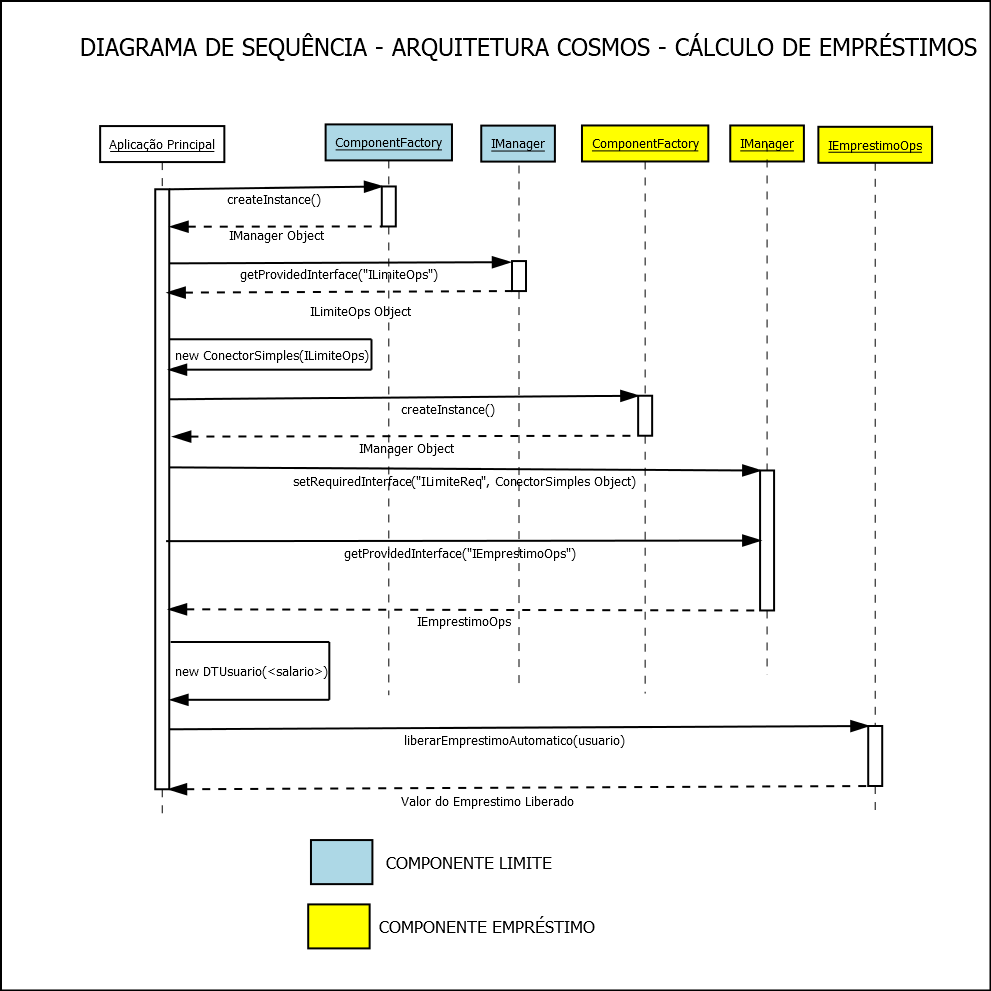 DIAGRAMA DE SEQUÊNCIA - ARQUITETURA COSMOS - CÁLCULO DE EMPRÉSTIMOS
Aplicação Principal
ComponentFactory
IManager
ComponentFactory
IManager
IEmprestimoOps
createInstance()
IManager Object
getProvidedInterface("ILimiteOps")
ILimiteOps Object
new ConectorSimples(ILimiteOps)
createInstance()
IManager Object
setRequiredInterface("ILimiteReq", ConectorSimples Object)
getProvidedInterface("IEmprestimoOps")
IEmprestimoOps
new DTUsuario(<salario>)
liberarEmprestimoAutomatico(usuario)
Valor do Emprestimo Liberado
COMPONENTE LIMITE
COMPONENTE EMPRÉSTIMO